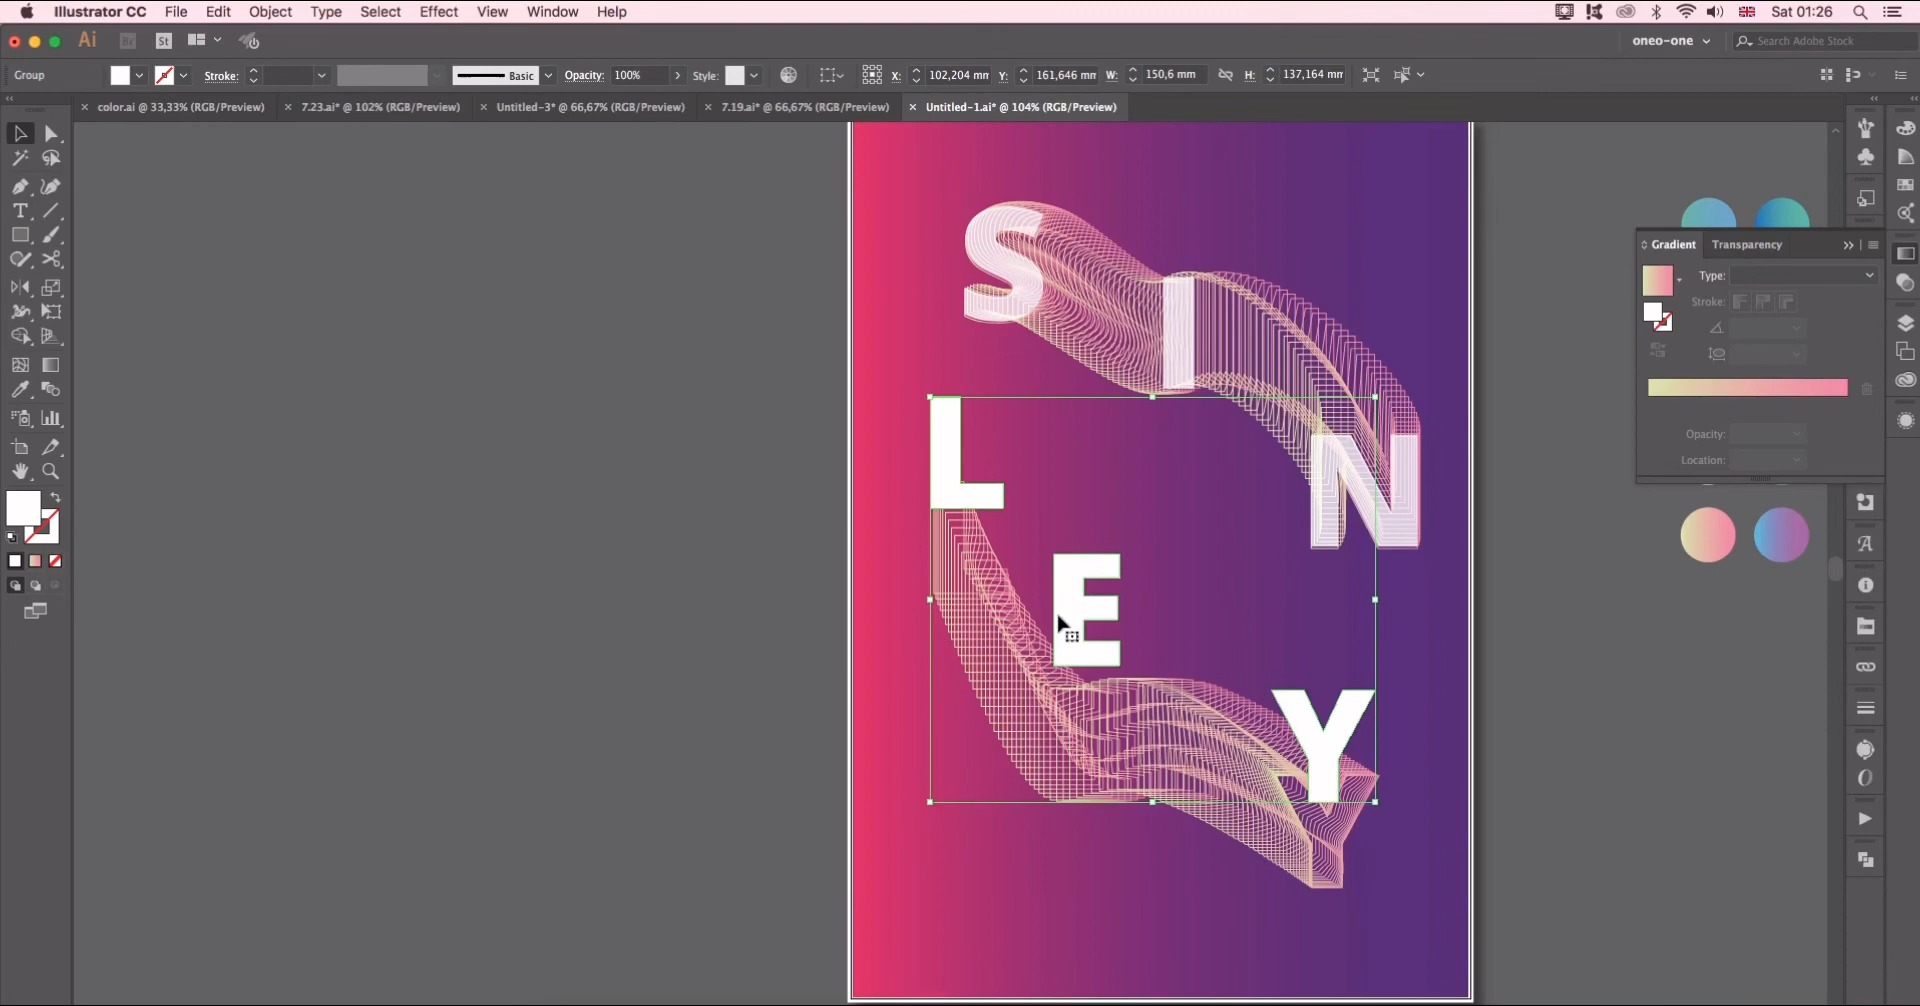 Illustrator CC File Edit Object Type Select Effect View Window Help Sat 01:26
Ai Br St oneo-one Search Adobe Stock
Group Stroke: Basic Opacity: 100% Style: X: 102,204 mm Y: 161,646 mm W: 150,6 mm H: 137,164 mm
color.ai @ 33,33% (RGB/Preview) 7.23.ai* @ 102% (RGB/Preview) Untitled-3* @ 66,67% (RGB/Preview) 7.19.ai* @ 66,67% (RGB/Preview) Untitled-1.ai* @ 104% (RGB/Preview)
Gradient Transparency
Type:
Stroke:
Opacity:
Location:
S
I
N
L
E
Y